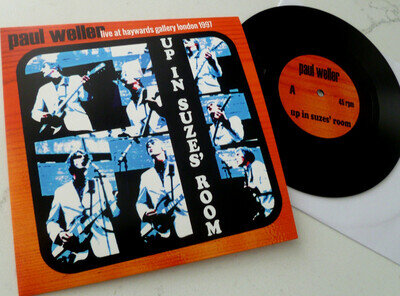 paul weller live at haywards gallery london 1997
UP IN SUZES' ROOM
paul weller
A
45 rpm
up in suzes' room